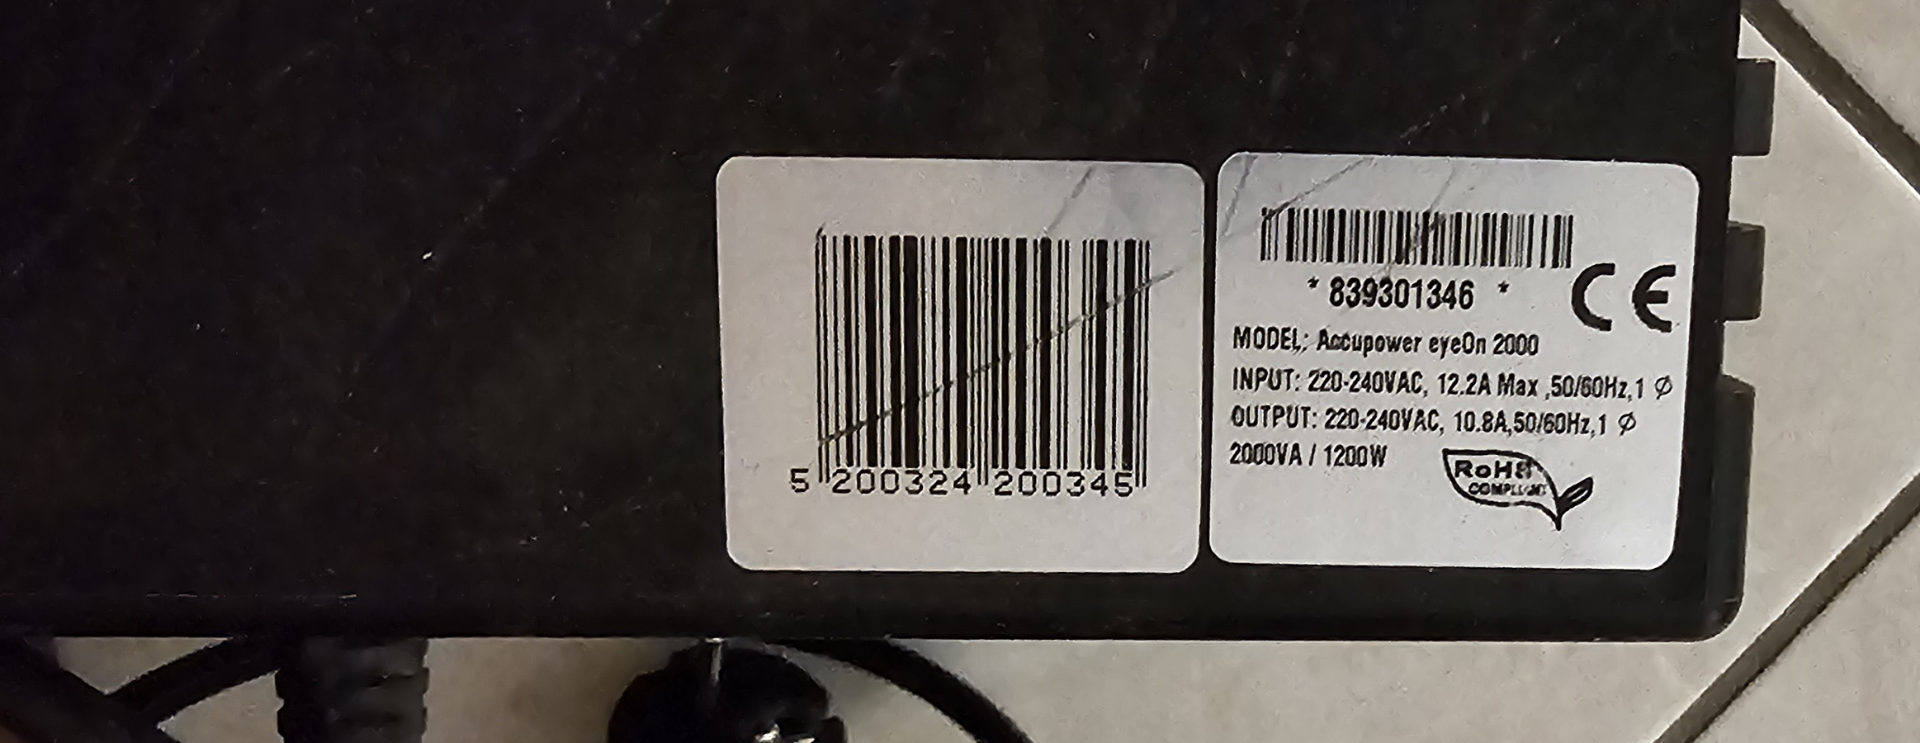 5 200324 200345
* 839301346 *
CE
MODEL: Accupower eyeOn 2000
INPUT: 220-240VAC, 12.2A Max ,50/60Hz,1 Ø
OUTPUT: 220-240VAC, 10.8A,50/60Hz,1 Ø
2000VA / 1200W
RoHS
COMPLIANT